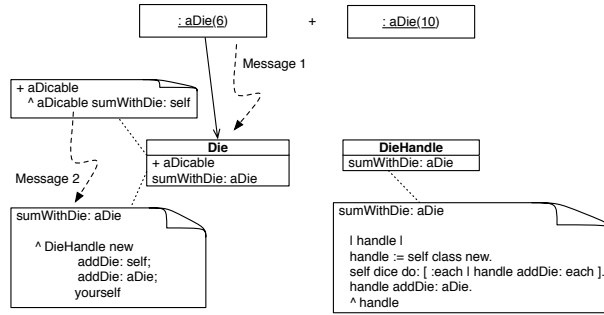 : aDie(6)
+
: aDie(10)
Message 1
+ aDicable
^ aDicable sumWithDie: self
Message 2
Die
+ aDicable
sumWithDie: aDie
DieHandle
sumWithDie: aDie
sumWithDie: aDie
^ DieHandle new
addDie: self;
addDie: aDie;
yourself
sumWithDie: aDie
| handle |
handle := self class new.
self dice do: [ :each | handle addDie: each ].
handle addDie: aDie.
^ handle